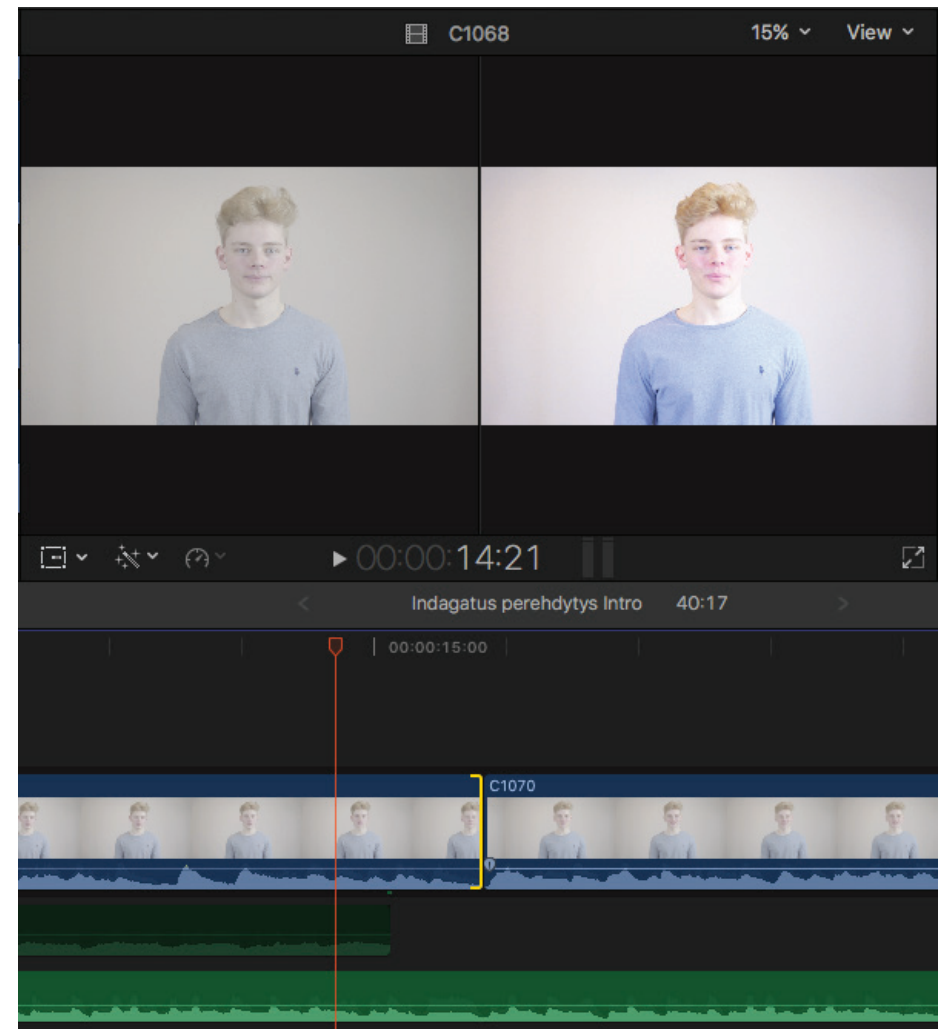 C1068
15%
View
00:00:14:21
Indagatus perehdytys Intro 40:17
00:00:15:00
C1070